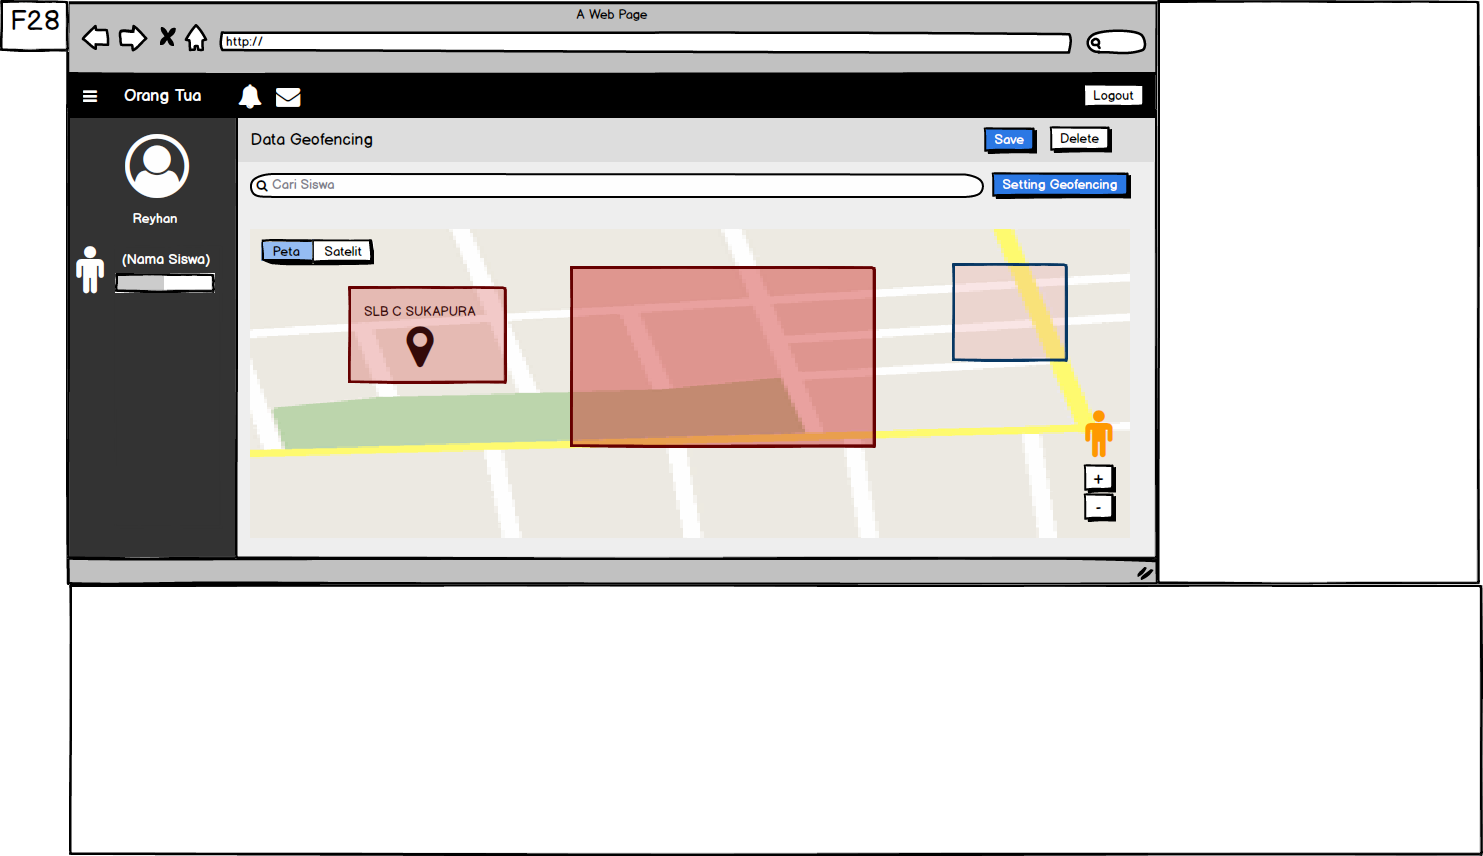 F28
A Web Page
http://
Orang Tua
Logout
Reyhan
(Nama Siswa)
Data Geofencing
Save
Delete
Cari Siswa
Setting Geofencing
Peta
Satelit
SLB C SUKAPURA
+
-